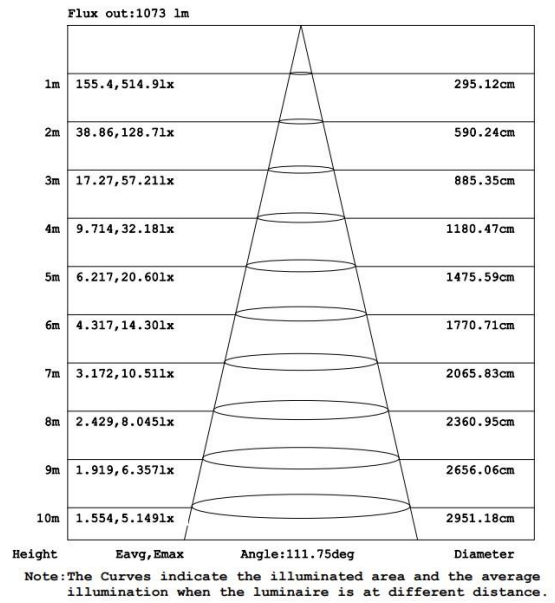 Flux out:1073 lm
1m 155.4,514.9lx 295.12cm
2m 38.86,128.7lx 590.24cm
3m 17.27,57.21lx 885.35cm
4m 9.714,32.18lx 1180.47cm
5m 6.217,20.60lx 1475.59cm
6m 4.317,14.30lx 1770.71cm
7m 3.172,10.51lx 2065.83cm
8m 2.429,8.045lx 2360.95cm
9m 1.919,6.357lx 2656.06cm
10m 1.554,5.149lx 2951.18cm
Height Eavg,Emax Angle:111.75deg Diameter
Note:The Curves indicate the illuminated area and the average
illumination when the luminaire is at different distance.